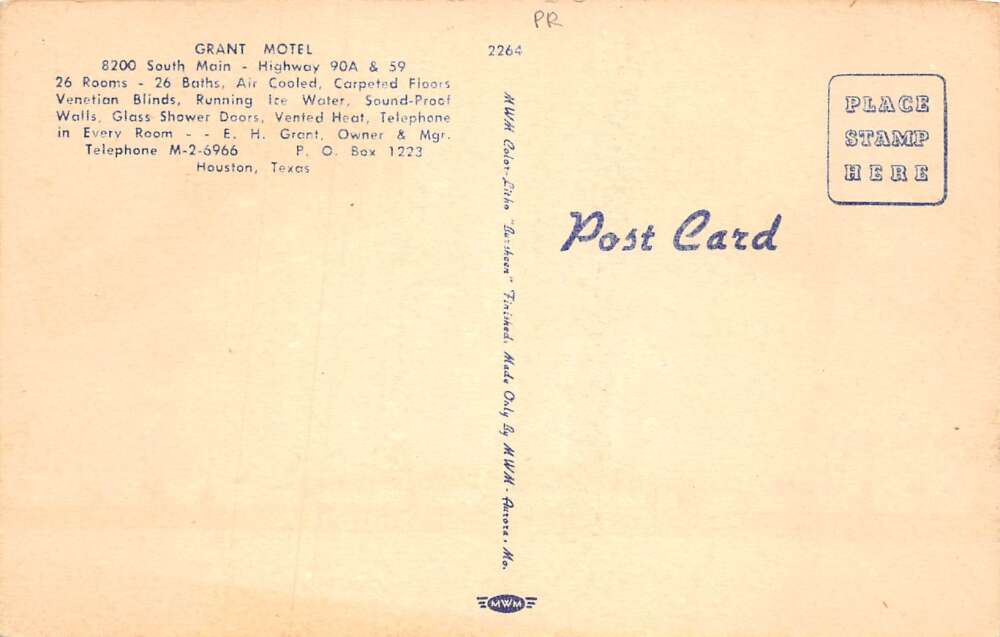 PR
GRANT MOTEL
8200 South Main - Highway 90A & 59
26 Rooms - 26 Baths, Air Cooled, Carpeted Floors
Venetian Blinds, Running Ice Water, Sound-Proof
Walls, Glass Shower Doors, Vented Heat, Telephone
in Every Room - - E. H. Grant, Owner & Mgr.
Telephone M-2-6966 P. O. Box 1223
Houston, Texas
2264
MWM Color-Litho "Dursheen" Finished. Made Only By MWM - Aurora, Mo.
MWM
PLACE
STAMP
HERE
Post Card